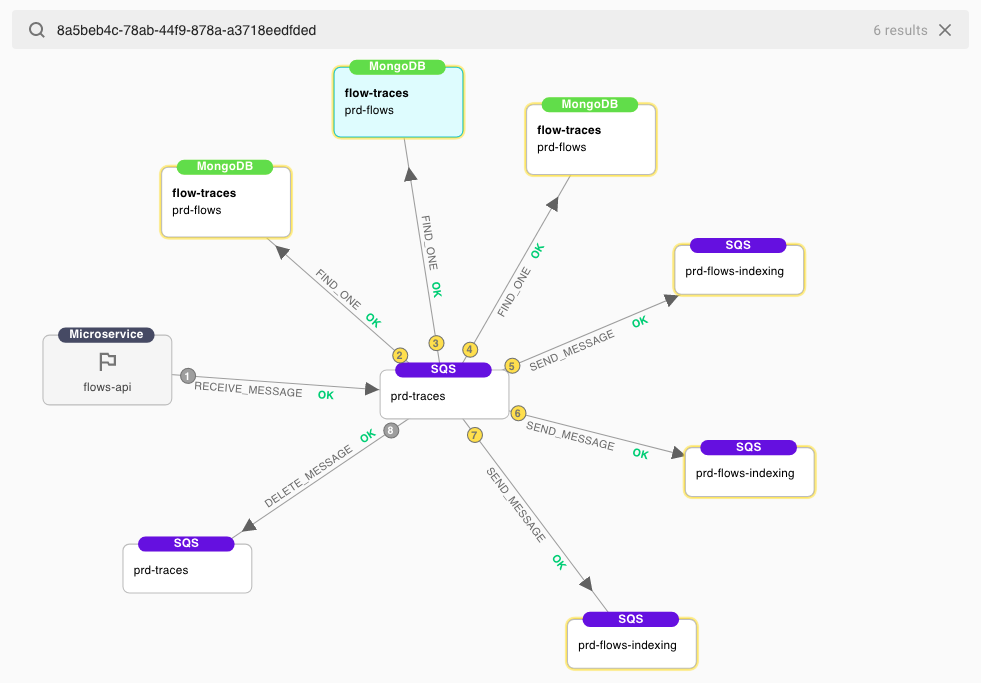 8a5beb4c-78ab-44f9-878a-a3718eedfded
6 results
MongoDB
flow-traces
prd-flows
MongoDB
flow-traces
prd-flows
MongoDB
flow-traces
prd-flows
SQS
prd-flows-indexing
FIND_ONE
OK
FIND_ONE
OK
FIND_ONE
OK
Microservice
flows-api
1
RECEIVE_MESSAGE
OK
2
3
4
5
SEND_MESSAGE
OK
SQS
prd-traces
6
SEND_MESSAGE
OK
SQS
prd-flows-indexing
7
SEND_MESSAGE
OK
8
DELETE_MESSAGE
OK
SQS
prd-traces
SQS
prd-flows-indexing